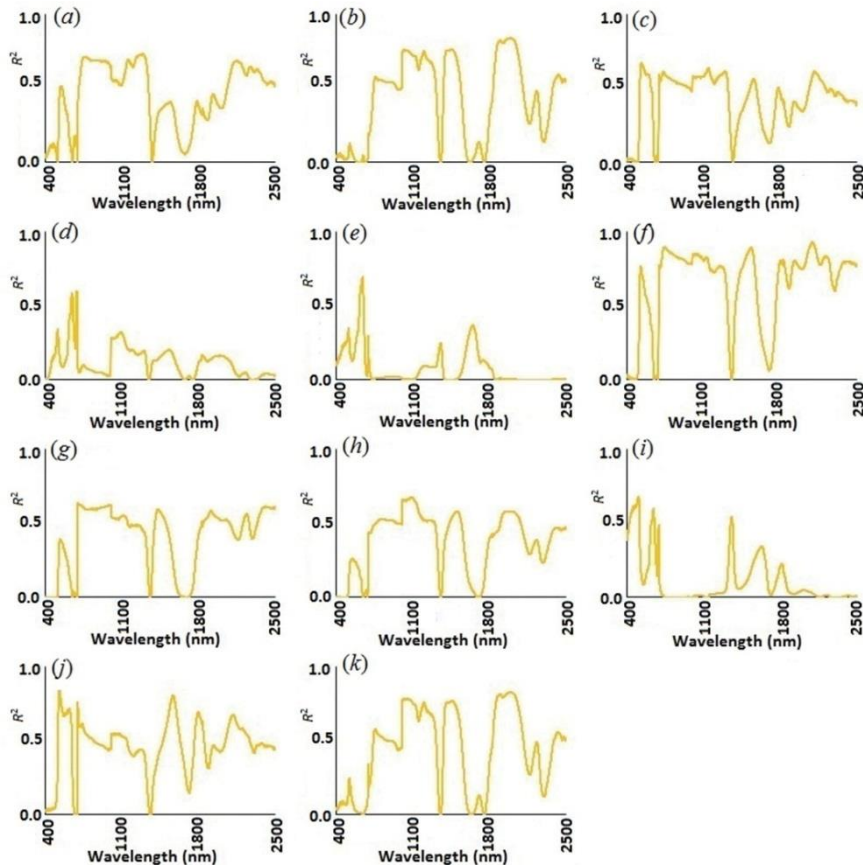 (a) (b) (c)
1.0 1.0 1.0
R² R² R²
0.5 0.5 0.5
0.0 0.0 0.0
400 1100 1800 2500 400 1100 1800 2500 400 1100 1800 2500
Wavelength (nm) Wavelength (nm) Wavelength (nm)
(d) (e) (f)
1.0 1.0 1.0
R² R² R²
0.5 0.5 0.5
0.0 0.0 0.0
400 1100 1800 2500 400 1100 1800 2500 400 1100 1800 2500
Wavelength (nm) Wavelength (nm) Wavelength (nm)
(g) (h) (i)
1.0 1.0 1.0
R² R² R²
0.5 0.5 0.5
0.0 0.0 0.0
400 1100 1800 2500 400 1100 1800 2500 400 1100 1800 2500
Wavelength (nm) Wavelength (nm) Wavelength (nm)
(j) (k)
1.0 1.0
R² R²
0.5 0.5
0.0 0.0
400 1100 1800 2500 400 1100 1800 2500
Wavelength (nm) Wavelength (nm)